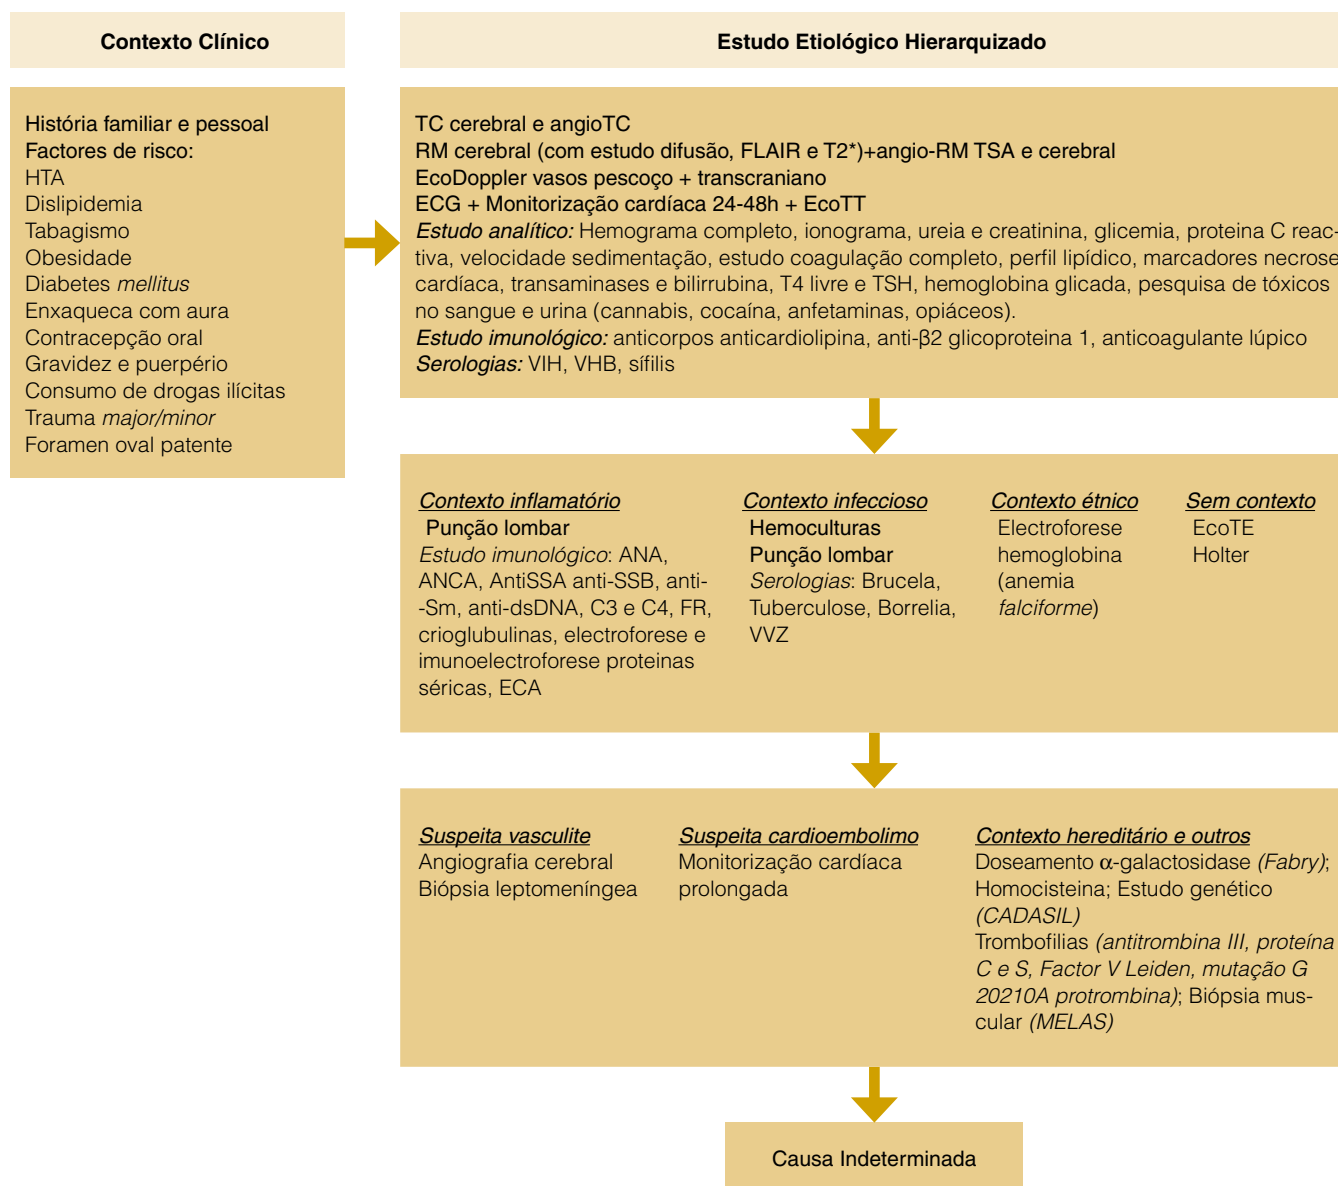 Contexto Clínico
Estudo Etiológico Hierarquizado
História familiar e pessoal
Factores de risco:
HTA
Dislipidemia
Tabagismo
Obesidade
Diabetes mellitus
Enxaqueca com aura
Contracepção oral
Gravidez e puerpério
Consumo de drogas ilícitas
Trauma major/minor
Foramen oval patente
TC cerebral e angioTC
RM cerebral (com estudo difusão, FLAIR e T2*)+angio-RM TSA e cerebral
EcoDoppler vasos pescoço + transcraniano
ECG + Monitorização cardíaca 24-48h + EcoTT
Estudo analítico: Hemograma completo, ionograma, ureia e creatinina, glicemia, proteina C reac-
tiva, velocidade sedimentação, estudo coagulação completo, perfil lipídico, marcadores necrose
cardíaca, transaminases e bilirrubina, T4 livre e TSH, hemoglobina glicada, pesquisa de tóxicos
no sangue e urina (cannabis, cocaína, anfetaminas, opiáceos).
Estudo imunológico: anticorpos anticardiolipina, anti-β2 glicoproteina 1, anticoagulante lúpico
Serologias: VIH, VHB, sífilis
Contexto inflamatório
Punção lombar
Estudo imunológico: ANA,
ANCA, AntiSSA anti-SSB, anti-
-Sm, anti-dsDNA, C3 e C4, FR,
crioglubulinas, electroforese e
imunoelectroforese proteinas
séricas, ECA
Contexto infeccioso
Hemoculturas
Punção lombar
Serologias: Brucela,
Tuberculose, Borrelia,
VVZ
Contexto étnico
Electroforese
hemoglobina
(anemia
falciforme)
Sem contexto
EcoTE
Holter
Suspeita vasculite
Angiografia cerebral
Biópsia leptomeníngea
Suspeita cardioembolimo
Monitorização cardíaca
prolongada
Contexto hereditário e outros
Doseamento α-galactosidase (Fabry);
Homocisteina; Estudo genético
(CADASIL)
Trombofilias (antitrombina III, proteína
C e S, Factor V Leiden, mutação G
20210A protrombina); Biópsia mus-
cular (MELAS)
Causa Indeterminada